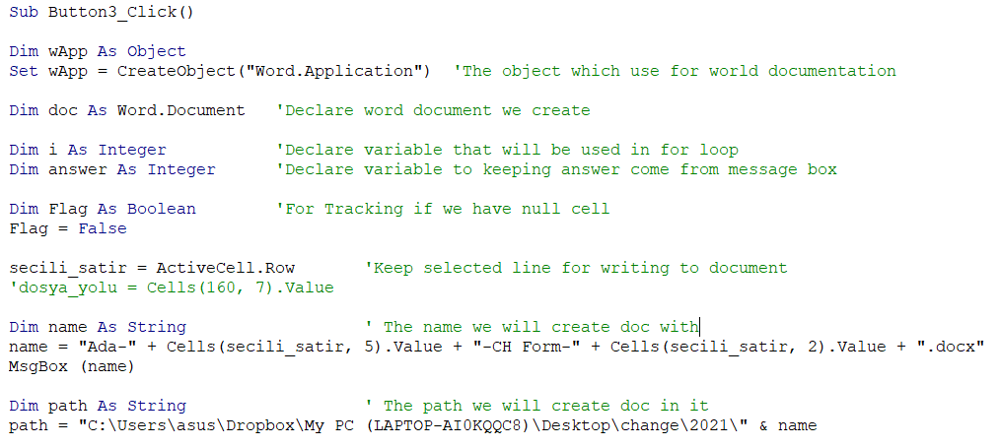 Sub Button3_Click()
Dim wApp As Object
Set wApp = CreateObject("Word.Application")  'The object which use for world documentation
Dim doc As Word.Document   'Declare word document we create
Dim i As Integer           'Declare variable that will be used in for loop
Dim answer As Integer      'Declare variable to keeping answer come from message box
Dim Flag As Boolean        'For Tracking if we have null cell
Flag = False
secili_satir = ActiveCell.Row       'Keep selected line for writing to document
'dosya_yolu = Cells(160, 7).Value
Dim name As String                  ' The name we will create doc with
name = "Ada-" + Cells(secili_satir, 5).Value + "-CH Form-" + Cells(secili_satir, 2).Value + ".docx"
MsgBox (name)
Dim path As String                  ' The path we will create doc in it
path = "C:\Users\asus\Dropbox\My PC (LAPTOP-AI0KQQC8)\Desktop\change\2021\" & name